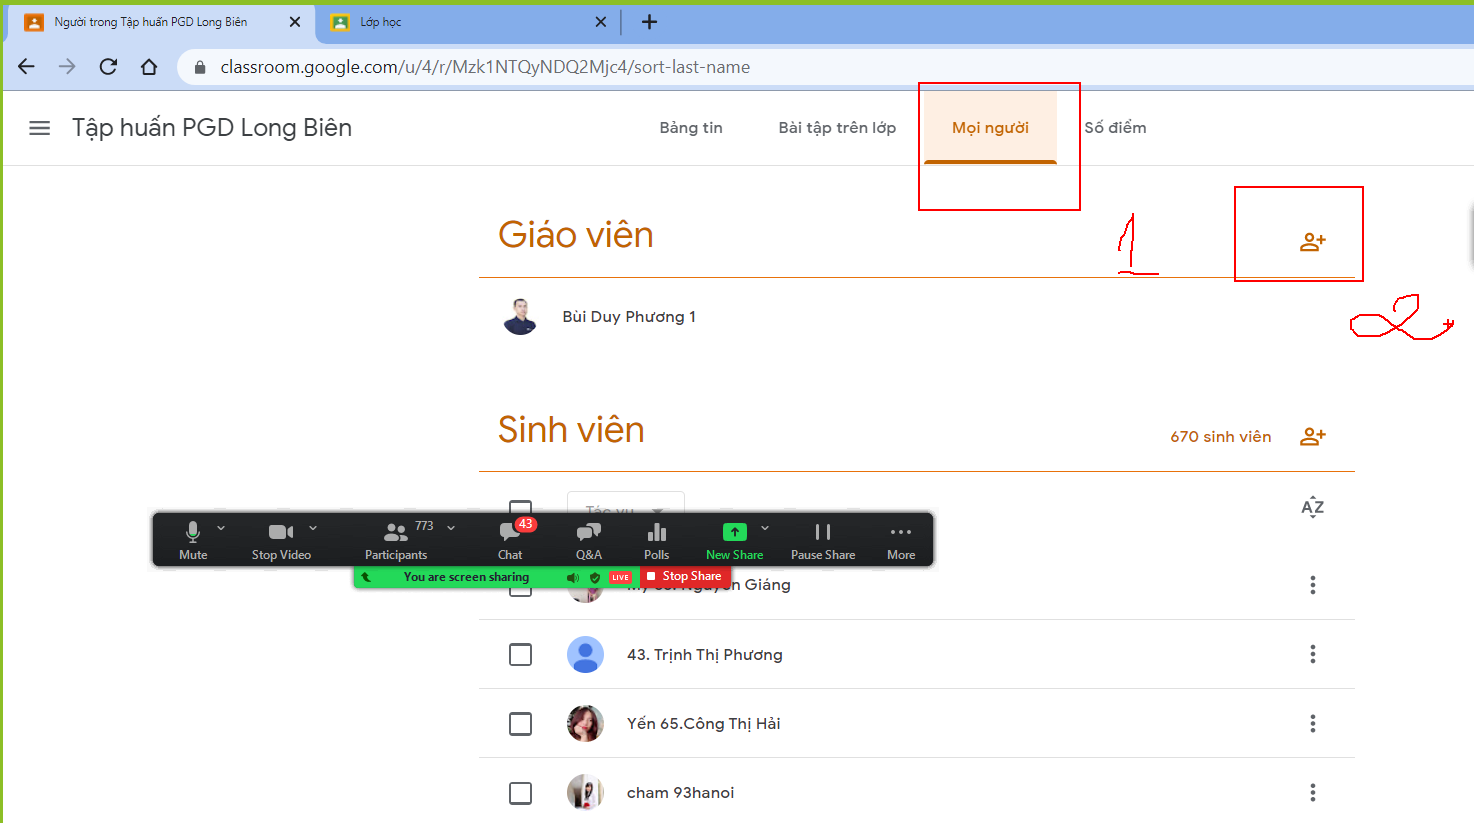 Người trong Tập huấn PGD Long Biên
Lớp học
classroom.google.com/u/4/r/Mzk1NTQyNDQ2Mjc4/sort-last-name
Tập huấn PGD Long Biên
Bảng tin
Bài tập trên lớp
Mọi người
Số điểm
Giáo viên
1
Bùi Duy Phương 1
2
Sinh viên
670 sinh viên
Tác vụ
AZ
773
43
Mute
Stop Video
Participants
Chat
Q&A
Polls
New Share
Pause Share
More
You are screen sharing
LIVE
Stop Share
Giáng
43. Trịnh Thị Phương
Yến 65.Công Thị Hải
cham 93hanoi